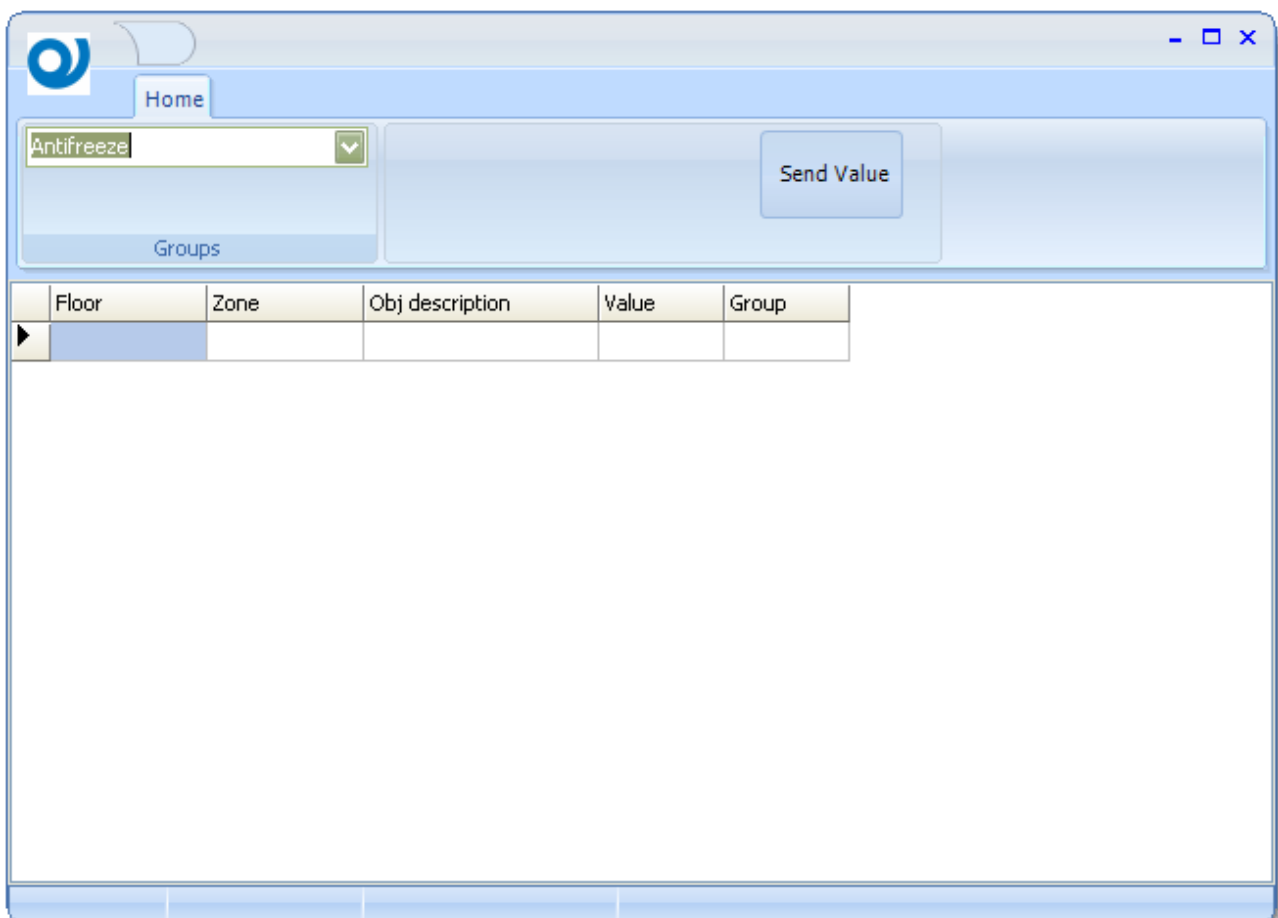 Home
Antifreeze
Send Value
Groups
Floor Zone Obj description Value Group